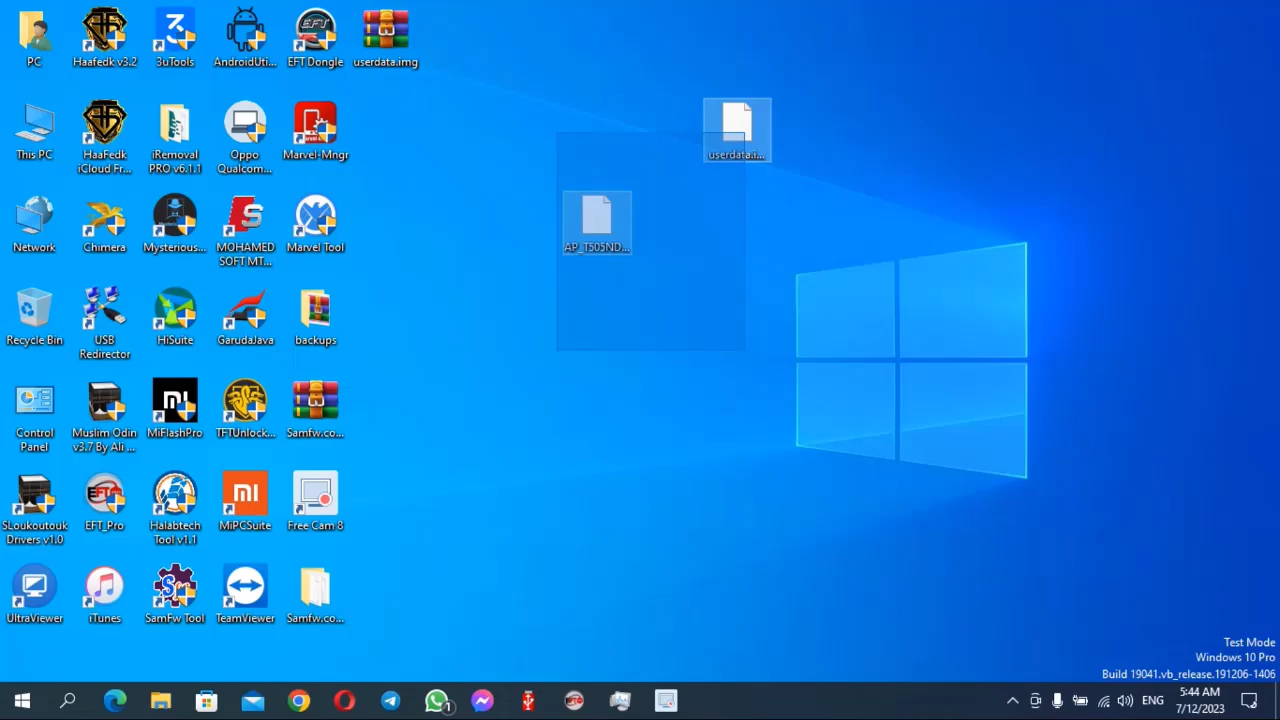 PC
Haafedk v3.2
3uTools
AndroidUti...
EFT Dongle
userdata.img
This PC
HaaFedk
iCloud Fr...
iRemoval
PRO v6.1.1
Oppo
Qualcom...
Marvel-Mngr
userdata.i...
Network
Chimera
Mysterious...
MOHAMED
SOFT MT...
Marvel Tool
AP_T505ND...
Recycle Bin
USB
Redirector
HiSuite
GarudaJava
backups
Control
Panel
Muslim Odin
v3.7 By Ali ...
MiFlashPro
TFTUnlock...
Samfw.co...
SLoukoutouk
Drivers v1.0
EFT_Pro
Halabtech
Tool v1.1
MiPCSuite
Free Cam 8
UltraViewer
iTunes
SamFw Tool
TeamViewer
Samfw.co...
Test Mode
Windows 10 Pro
Build 19041.vb_release.191206-1406
1
ENG
5:44 AM
7/12/2023